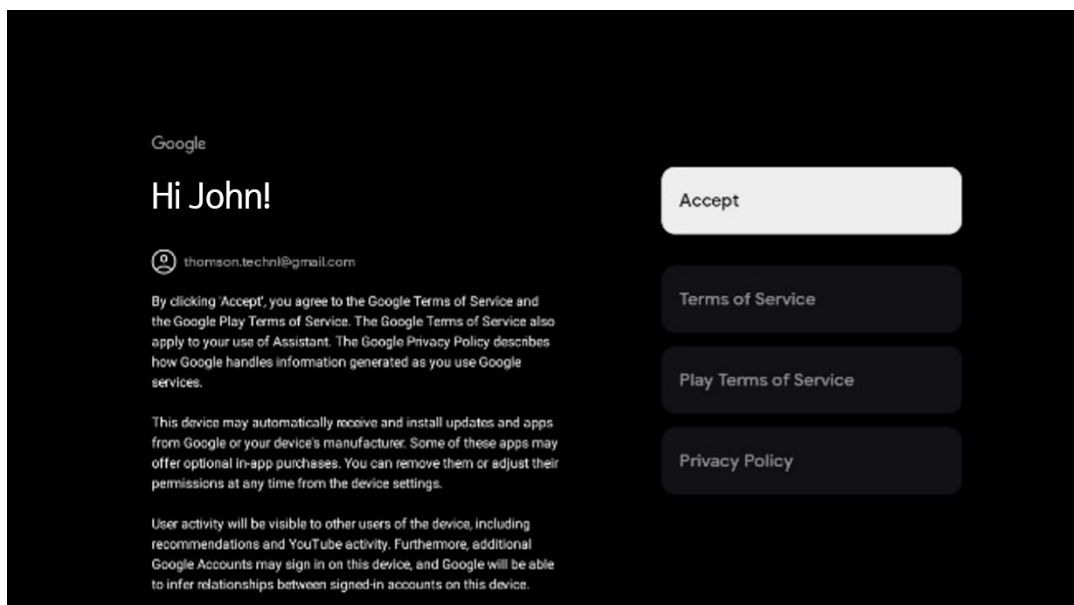 Google
Hi John!
thomson.technl@gmail.com
By clicking 'Accept', you agree to the Google Terms of Service and
the Google Play Terms of Service. The Google Terms of Service also
apply to your use of Assistant. The Google Privacy Policy describes
how Google handles information generated as you use Google
services.
This device may automatically receive and install updates and apps
from Google or your device's manufacturer. Some of these apps may
offer optional in-app purchases. You can remove them or adjust their
permissions at any time from the device settings.
User activity will be visible to other users of the device, including
recommendations and YouTube activity. Furthermore, additional
Google Accounts may sign in on this device, and Google will be able
to infer relationships between signed-in accounts on this device.
Accept
Terms of Service
Play Terms of Service
Privacy Policy